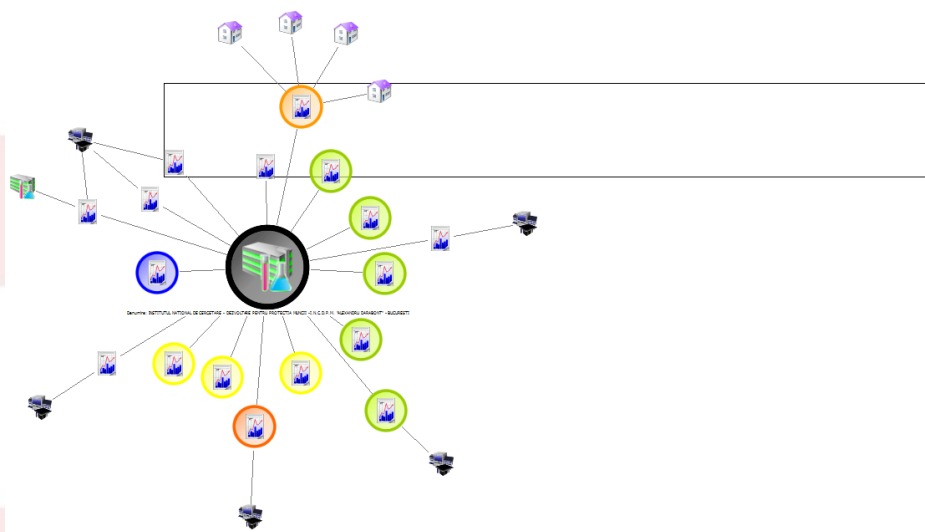 Denumire: INSTITUTUL NATIONAL DE CERCETARE - DEZVOLTARE PENTRU PROTECTIA MUNCII -I.N.C.D.P.M. "ALEXANDRU DARABONT" -BUCURESTI